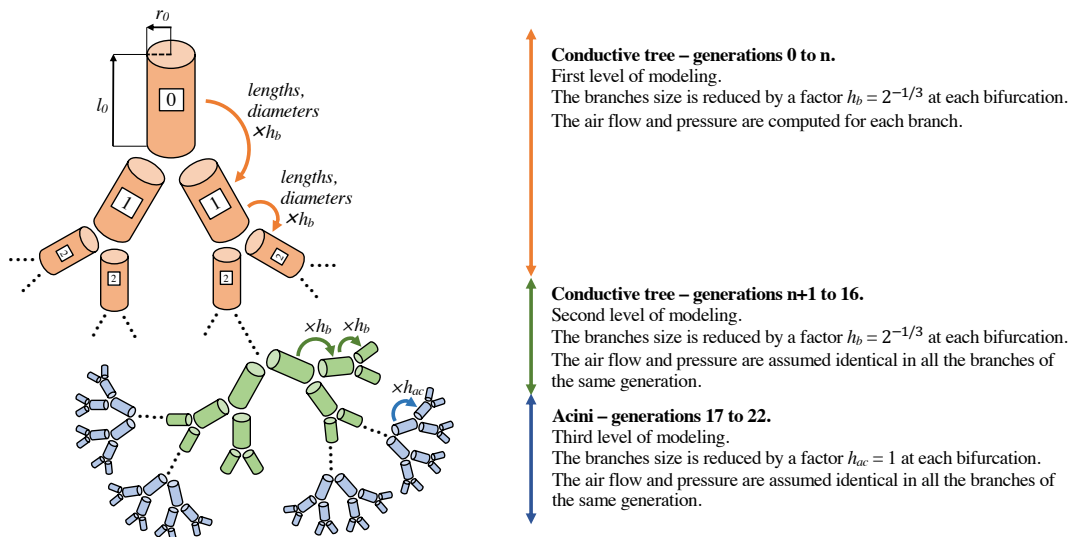 r0
l0
0
lengths,
diameters
×hb
1
1
lengths,
diameters
×hb
2
2
2
2
×hb
×hb
×hac
Conductive tree – generations 0 to n.
First level of modeling.
The branches size is reduced by a factor hb = 2^−1/3 at each bifurcation.
The air flow and pressure are computed for each branch.
Conductive tree – generations n+1 to 16.
Second level of modeling.
The branches size is reduced by a factor hb = 2^−1/3 at each bifurcation.
The air flow and pressure are assumed identical in all the branches of
the same generation.
Acini – generations 17 to 22.
Third level of modeling.
The branches size is reduced by a factor hac = 1 at each bifurcation.
The air flow and pressure are assumed identical in all the branches of
the same generation.